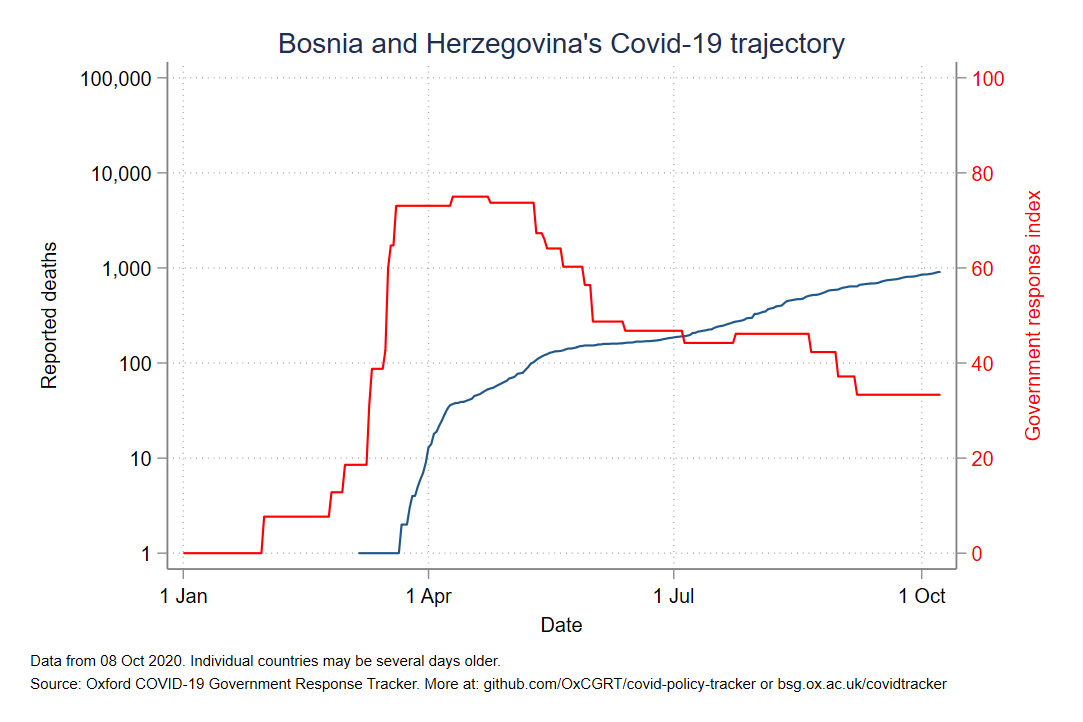 Bosnia and Herzegovina's Covid-19 trajectory
100,000
10,000
1,000
100
10
1
Reported deaths
100
80
60
40
20
0
Government response index
1 Jan
1 Apr
1 Jul
1 Oct
Date
Data from 08 Oct 2020. Individual countries may be several days older.
Source: Oxford COVID-19 Government Response Tracker. More at: github.com/OxCGRT/covid-policy-tracker or bsg.ox.ac.uk/covidtracker